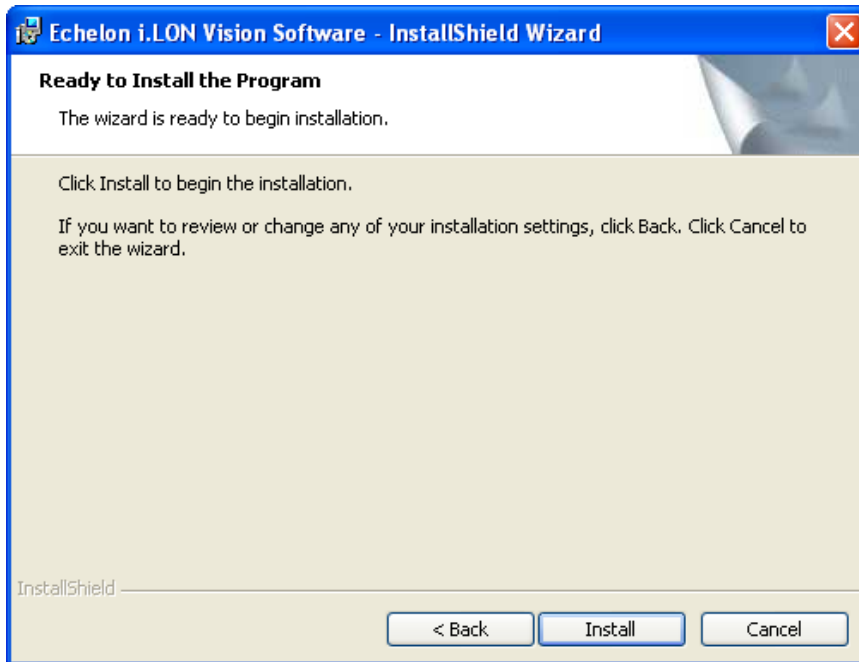 Echelon i.LON Vision Software - InstallShield Wizard
Ready to Install the Program
The wizard is ready to begin installation.
Click Install to begin the installation.
If you want to review or change any of your installation settings, click Back. Click Cancel to
exit the wizard.
InstallShield
< Back Install Cancel